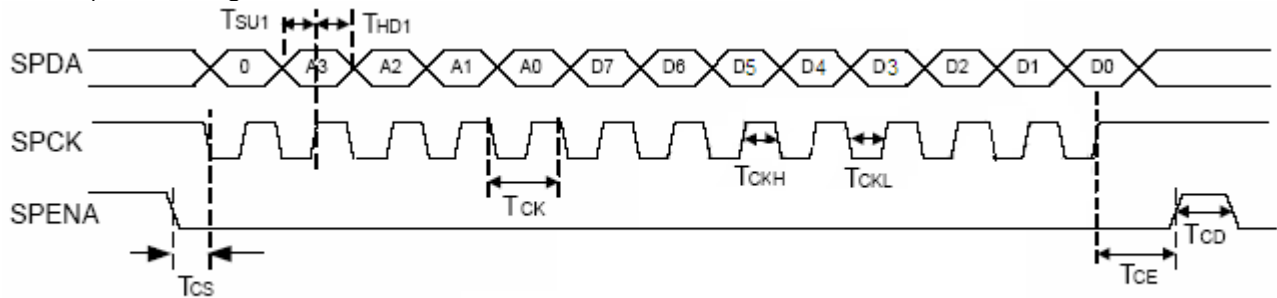 TSU1 THD1
SPDA 0 A3 A2 A1 A0 D7 D6 D5 D4 D3 D2 D1 D0
SPCK
TCK TCKH TCKL
SPENA
TCS TCE TCD